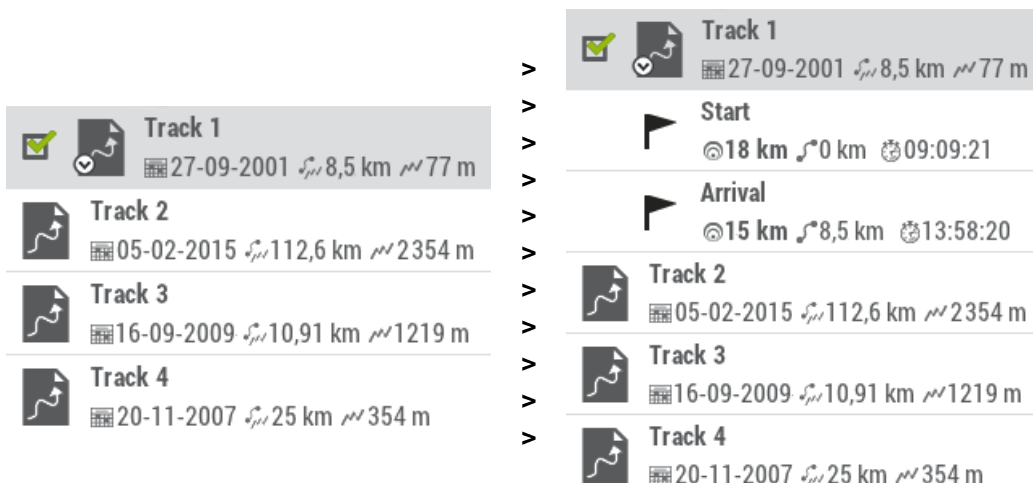 Track 1
27-09-2001 8,5 km 77 m
Track 2
05-02-2015 112,6 km 2354 m
Track 3
16-09-2009 10,91 km 1219 m
Track 4
20-11-2007 25 km 354 m
>
>
>
>
>
>
>
>
>
>
>
Track 1
27-09-2001 8,5 km 77 m
Start
18 km 0 km 09:09:21
Arrival
15 km 8,5 km 13:58:20
Track 2
05-02-2015 112,6 km 2354 m
Track 3
16-09-2009 10,91 km 1219 m
Track 4
20-11-2007 25 km 354 m